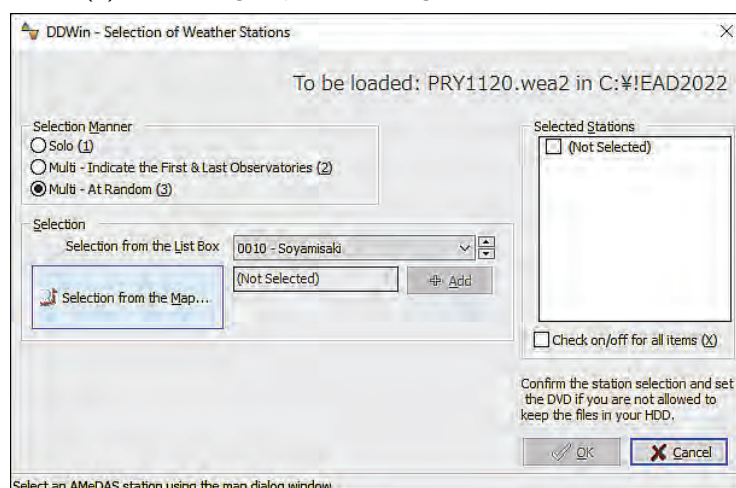 DDWin - Selection of Weather Stations
To be loaded: PRY1120.wea2 in C:¥!EAD2022
Selection Manner
Solo (1)
Multi - Indicate the First & Last Observatories (2)
Multi - At Random (3)
Selected Stations
(Not Selected)
Selection
Selection from the List Box
0010 - Soyamisaki
Selection from the Map...
(Not Selected)
Add
Check on/off for all items (X)
Confirm the station selection and set
the DVD if you are not allowed to
keep the files in your HDD.
OK
Cancel
Select an AMeDAS station using the map dialog window